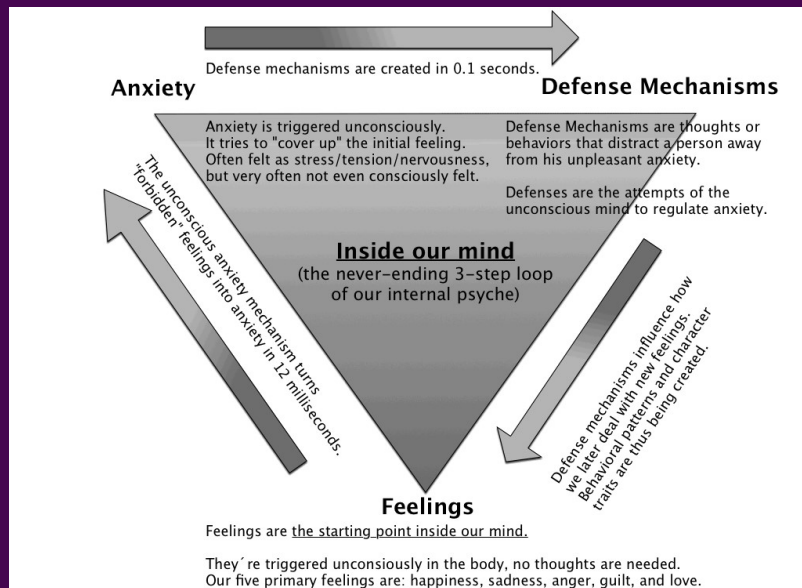 Defense mechanisms are created in 0.1 seconds.
Anxiety
Defense Mechanisms
Anxiety is triggered unconsciously.
It tries to "cover up" the initial feeling.
Often felt as stress/tension/nervousness,
but very often not even consciously felt.
Defense Mechanisms are thoughts or
behaviors that distract a person away
from his unpleasant anxiety.
Defenses are the attempts of the
unconscious mind to regulate anxiety.
The unconscious anxiety mechanism turns
"forbidden" feelings into anxiety in 12 milliseconds.
Inside our mind
(the never-ending 3-step loop
of our internal psyche)
Defense mechanisms influence how
we later deal with new feelings.
Behavioral patterns and character
traits are thus being created.
Feelings
Feelings are the starting point inside our mind.
They´re triggered unconsiously in the body, no thoughts are needed.
Our five primary feelings are: happiness, sadness, anger, guilt, and love.